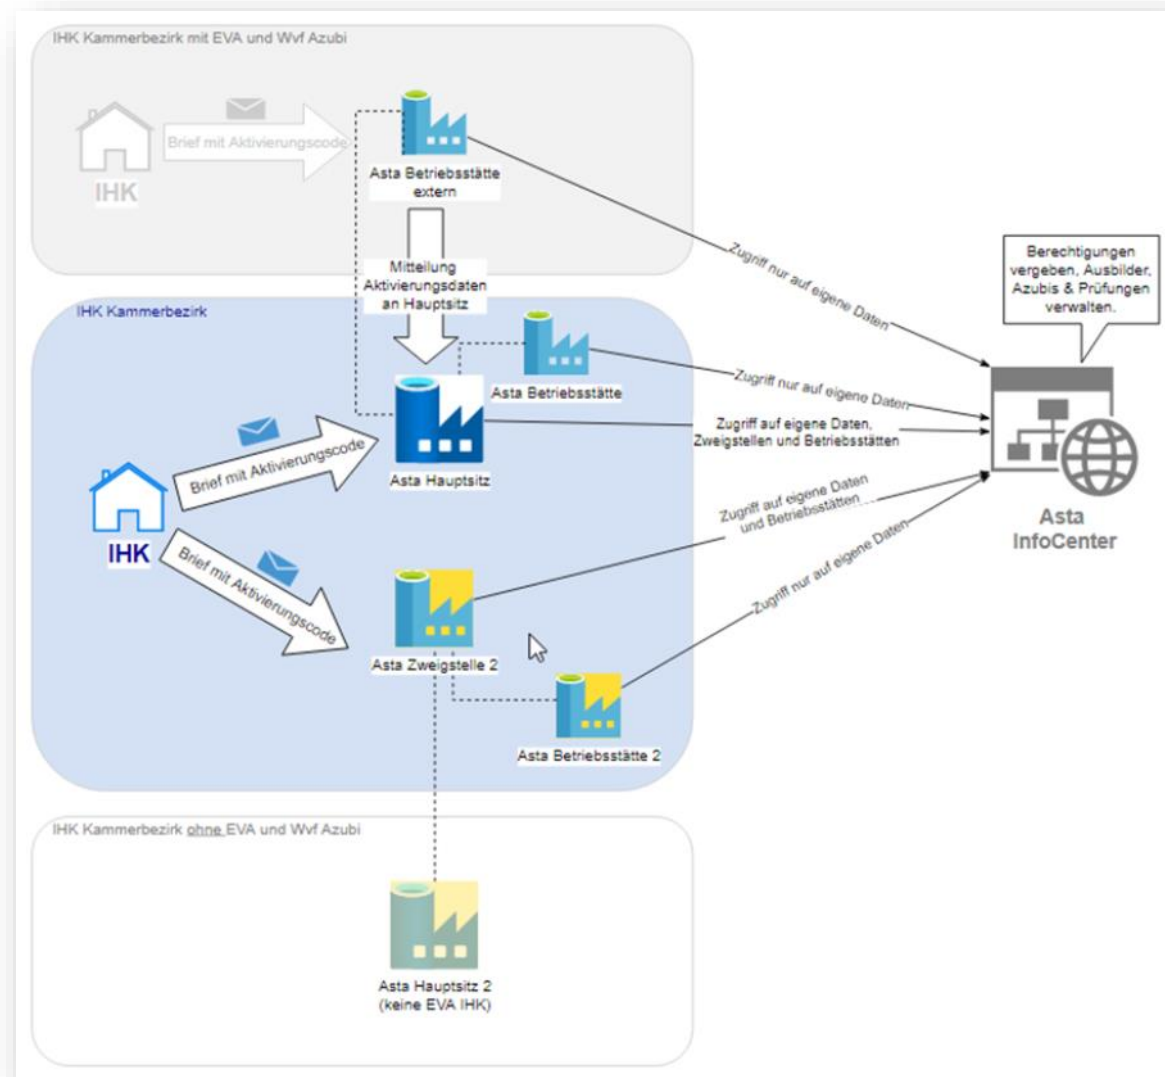 IHK Kammerbezirk mit EVA und Wvf Azubi
Brief mit Aktivierungscode
IHK
Asta Betriebsstätte
extern
Mitteilung
Aktivierungsdaten
an Hauptsitz
Zugriff nur auf eigene Daten
Berechtigungen
vergeben, Ausbilder,
Azubis & Prüfungen
verwalten.
IHK Kammerbezirk
Asta Betriebsstätte
Zugriff nur auf eigene Daten
Zugriff auf eigene Daten,
Zweigstellen und Betriebsstätten
Brief mit Aktivierungscode
Asta Hauptsitz
IHK
Zugriff auf eigene Daten
und Betriebsstätten
Asta
InfoCenter
Brief mit Aktivierungscode
Zugriff nur auf eigene Daten
Asta Zweigstelle 2
Asta Betriebsstätte 2
IHK Kammerbezirk ohne EVA und Wvf Azubi
Asta Hauptsitz 2
(keine EVA IHK)